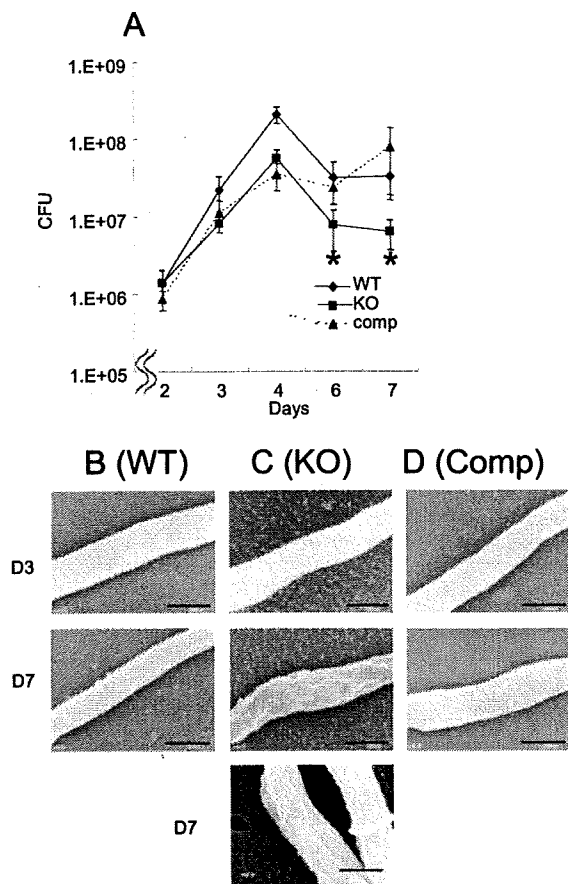 A
1.E+09
1.E+08
1.E+07
1.E+06
1.E+05
CFU
2 3 4 6 7
Days
* *
WT
KO
comp
B (WT) C (KO) D (Comp)
D3
D7
D7